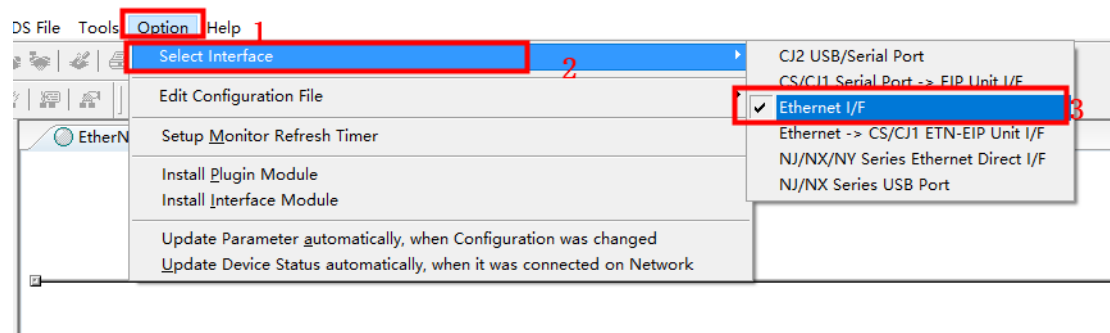 DS File Tools Option Help 1
Select Interface 2
Edit Configuration File
Setup Monitor Refresh Timer
Install Plugin Module
Install Interface Module
Update Parameter automatically, when Configuration was changed
Update Device Status automatically, when it was connected on Network
CJ2 USB/Serial Port
CS/CJ1 Serial Port -> EIP Unit I/F
Ethernet I/F 3
Ethernet -> CS/CJ1 ETN-EIP Unit I/F
NJ/NX/NY Series Ethernet Direct I/F
NJ/NX Series USB Port
EtherN